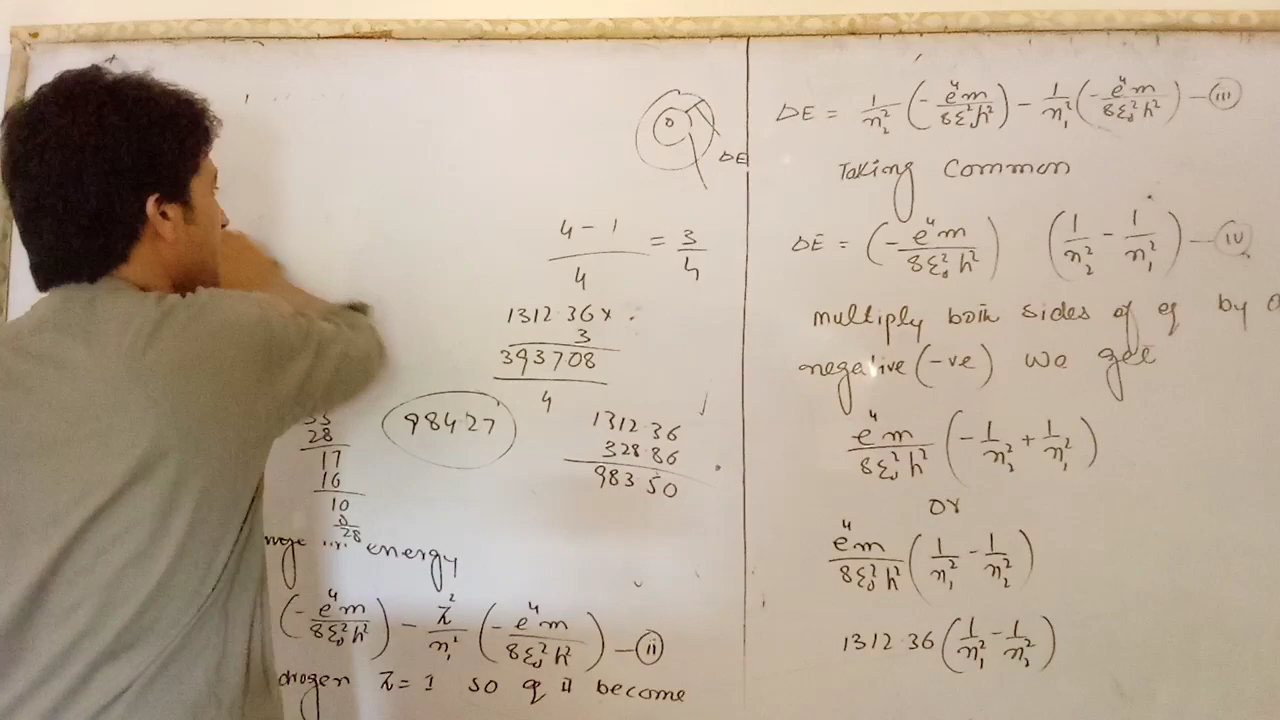 ΔE
4 - 1
4
= 3/4
1312.36 ×
3
393708
4
98427
1312.36
328.86
983 50
28
17
16
10
8
28
energy
(- e⁴m / 8ε₀²h²) - Z²/n₁² (- e⁴m / 8ε₀²h²) — (ii)
drogen Z = 1 so q ii become
ΔE = 1/n₂² (- e⁴m / 8ε₀²h²) - 1/n₁² (- e⁴m / 8ε₀²h²) — (iii)
Taking Common
ΔE = (- e⁴m / 8ε₀²h²) (1/n₂² - 1/n₁²) — (iv)
multiply both sides of eq by
negative (-ve) we get
e⁴m / 8ε₀²h² (- 1/n₂² + 1/n₁²)
or
e⁴m / 8ε₀²h² (1/n₁² - 1/n₂²)
1312.36 (1/n₁² - 1/n₂²)